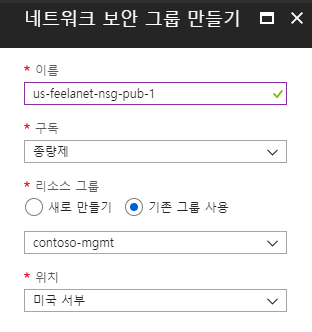 네트워크 보안 그룹 만들기
* 이름
us-feelanet-nsg-pub-1
* 구독
종량제
* 리소스 그룹
새로 만들기 기존 그룹 사용
contoso-mgmt
* 위치
미국 서부